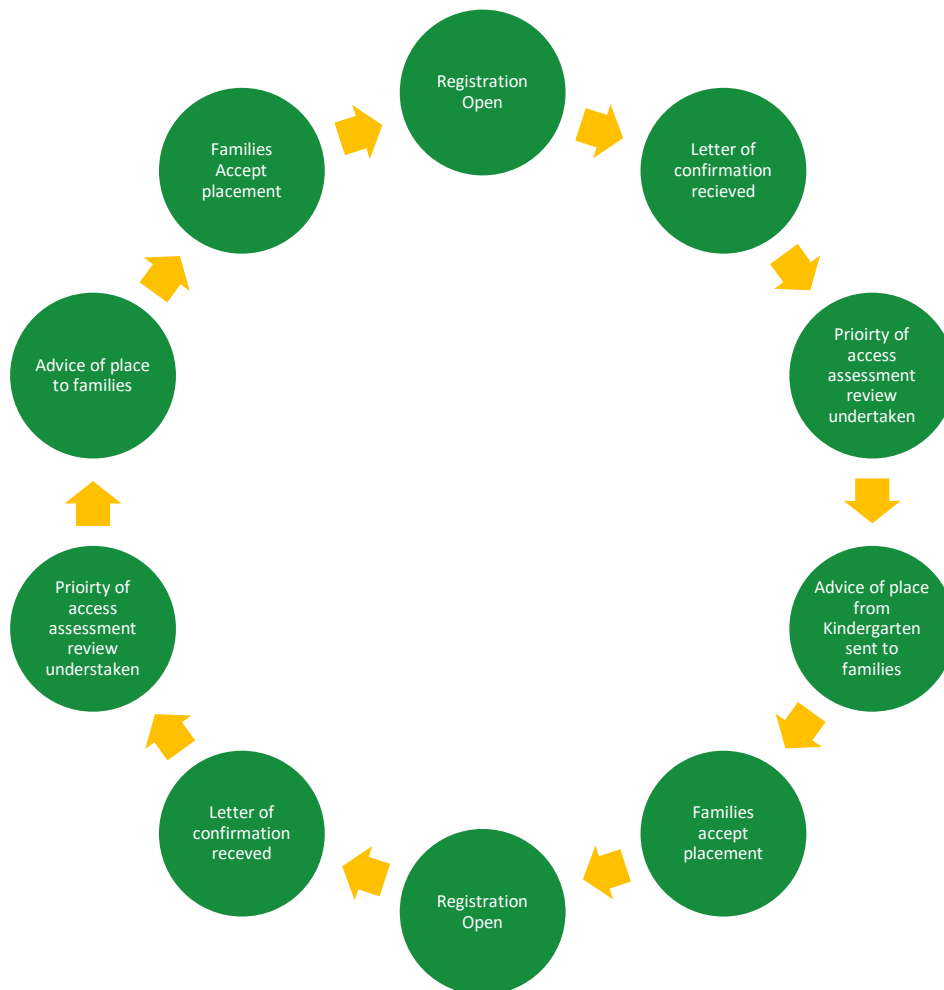 Registration
Open
Letter of
confirmation
recieved
Prioirty of
access
assessment
review
undertaken
Advice of place
from
Kindergarten
sent to
families
Families
accept
placement
Registration
Open
Letter of
confirmation
receved
Prioirty of
access
assessment
review
understaken
Advice of place
to families
Families
Accept
placement